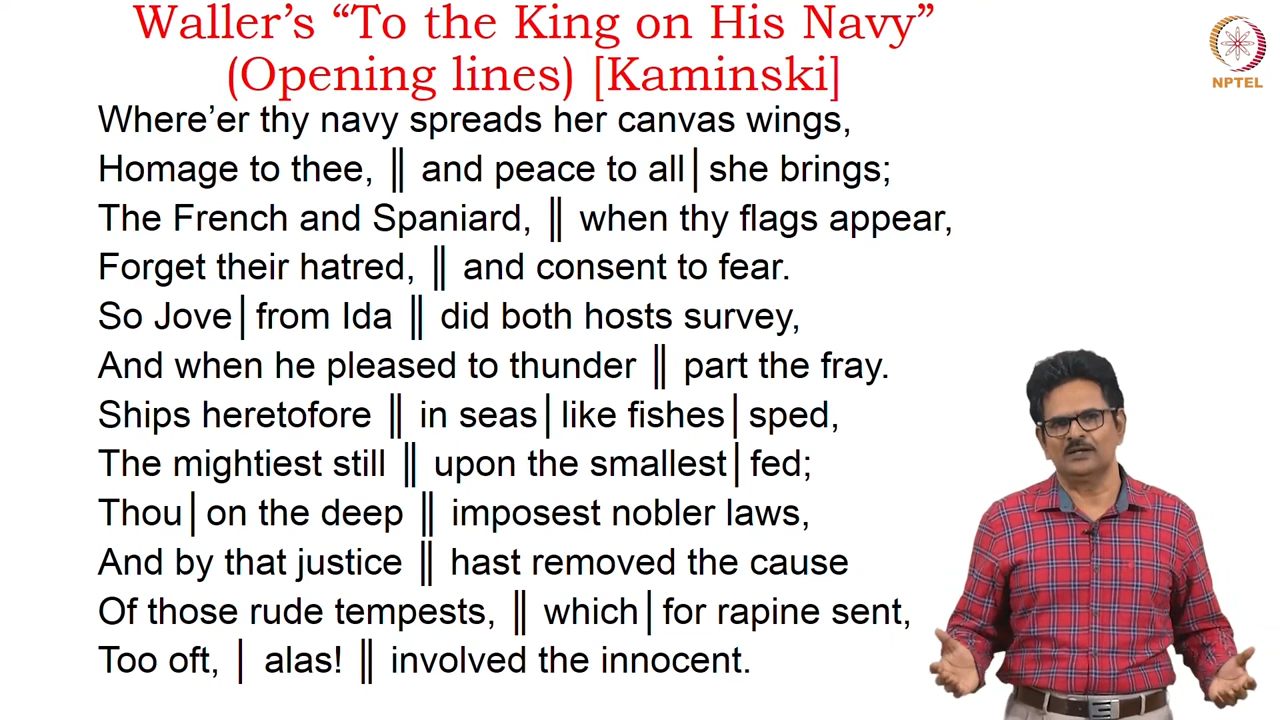 Waller’s “To the King on His Navy”
(Opening lines) [Kaminski]
NPTEL
Where’er thy navy spreads her canvas wings,
Homage to thee, ║ and peace to all│she brings;
The French and Spaniard, ║ when thy flags appear,
Forget their hatred, ║ and consent to fear.
So Jove│from Ida ║ did both hosts survey,
And when he pleased to thunder ║ part the fray.
Ships heretofore ║ in seas│like fishes│sped,
The mightiest still ║ upon the smallest│fed;
Thou│on the deep ║ imposest nobler laws,
And by that justice ║ hast removed the cause
Of those rude tempests, ║ which│for rapine sent,
Too oft, │ alas! ║ involved the innocent.